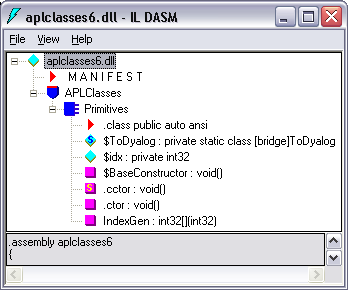 aplclasses6.dll - IL DASM
File View Help
aplclasses6.dll
M A N I F E S T
APLClasses
Primitives
.class public auto ansi
$ToDyalog : private static class [bridge]ToDyalog
$idx : private int32
$BaseConstructor : void()
.cctor : void()
.ctor : void()
IndexGen : int32[](int32)
.assembly aplclasses6
{